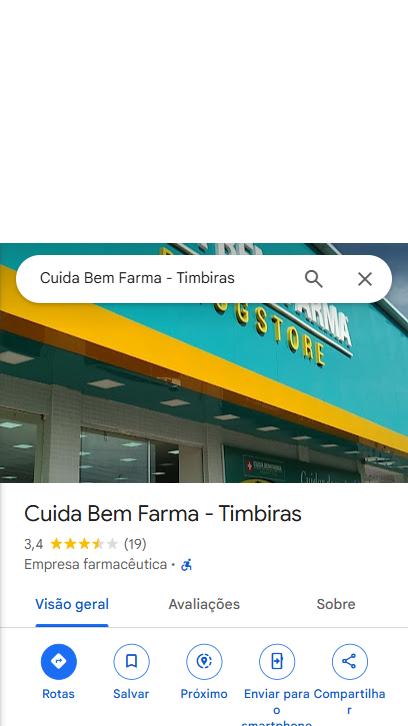 Cuida Bem Farma - Timbiras
FARMA
DRUGSTORE
Cuida Bem Farma - Timbiras
3,4 (19)
Empresa farmacêutica ·
Visão geral Avaliações Sobre
Rotas Salvar Próximo Enviar para o smartphone Compartilhar